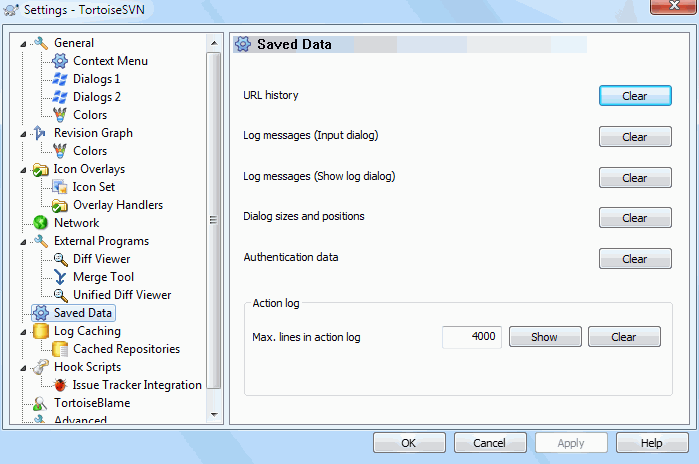 Settings - TortoiseSVN
General
Context Menu
Dialogs 1
Dialogs 2
Colors
Revision Graph
Colors
Icon Overlays
Icon Set
Overlay Handlers
Network
External Programs
Diff Viewer
Merge Tool
Unified Diff Viewer
Saved Data
Log Caching
Cached Repositories
Hook Scripts
Issue Tracker Integration
TortoiseBlame
Advanced
Saved Data
URL history Clear
Log messages (Input dialog) Clear
Log messages (Show log dialog) Clear
Dialog sizes and positions Clear
Authentication data Clear
Action log
Max. lines in action log 4000 Show Clear
OK Cancel Apply Help